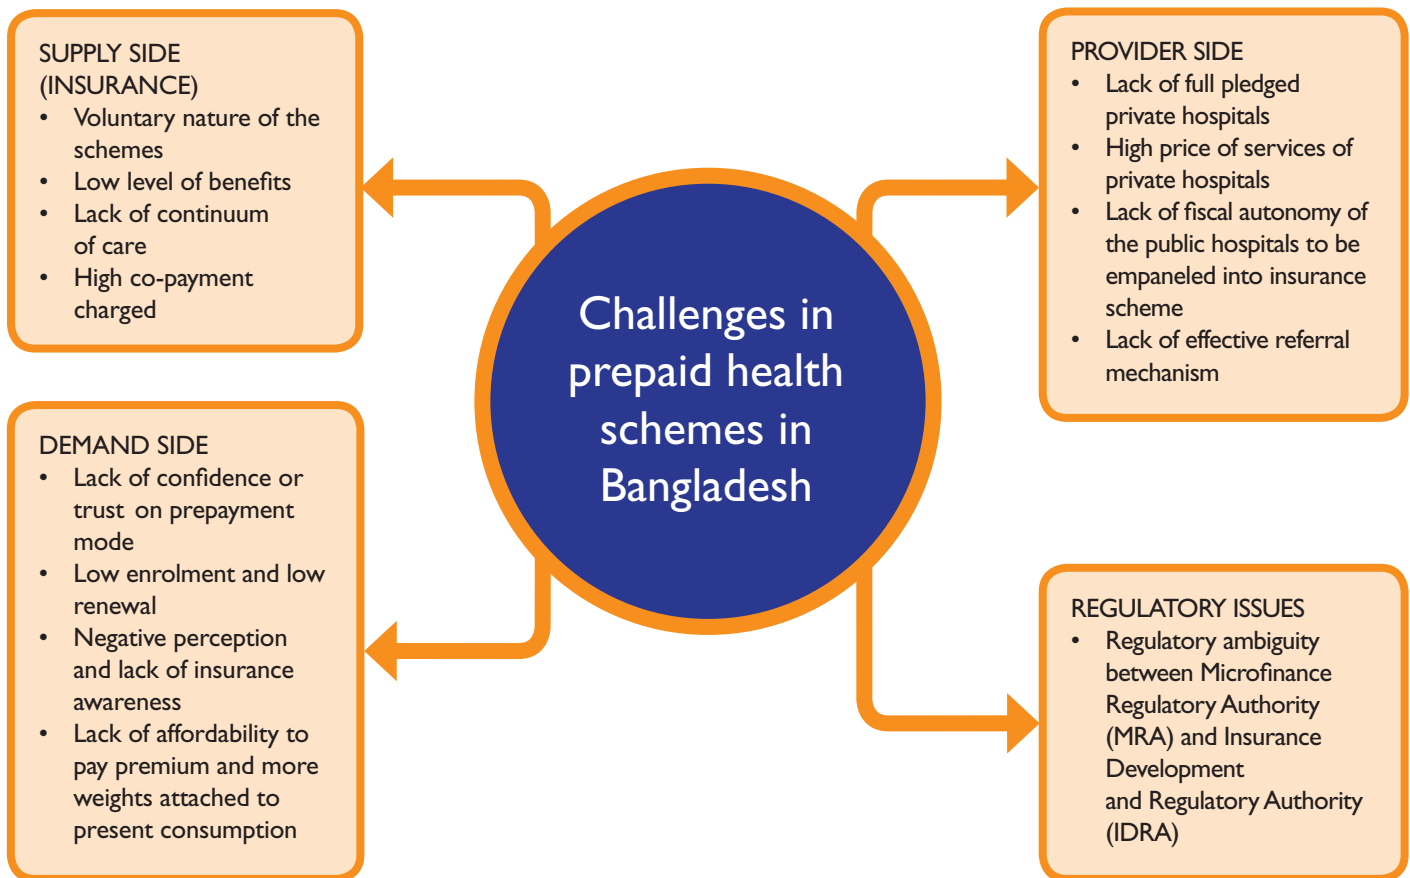 SUPPLY SIDE
(INSURANCE)
• Voluntary nature of the
schemes
• Low level of benefits
• Lack of continuum
of care
• High co-payment
charged
DEMAND SIDE
• Lack of confidence or
trust on prepayment
mode
• Low enrolment and low
renewal
• Negative perception
and lack of insurance
awareness
• Lack of affordability to
pay premium and more
weights attached to
present consumption
Challenges in
prepaid health
schemes in
Bangladesh
PROVIDER SIDE
• Lack of full pledged
private hospitals
• High price of services of
private hospitals
• Lack of fiscal autonomy of
the public hospitals to be
empaneled into insurance
scheme
• Lack of effective referral
mechanism
REGULATORY ISSUES
• Regulatory ambiguity
between Microfinance
Regulatory Authority
(MRA) and Insurance
Development
and Regulatory Authority
(IDRA)